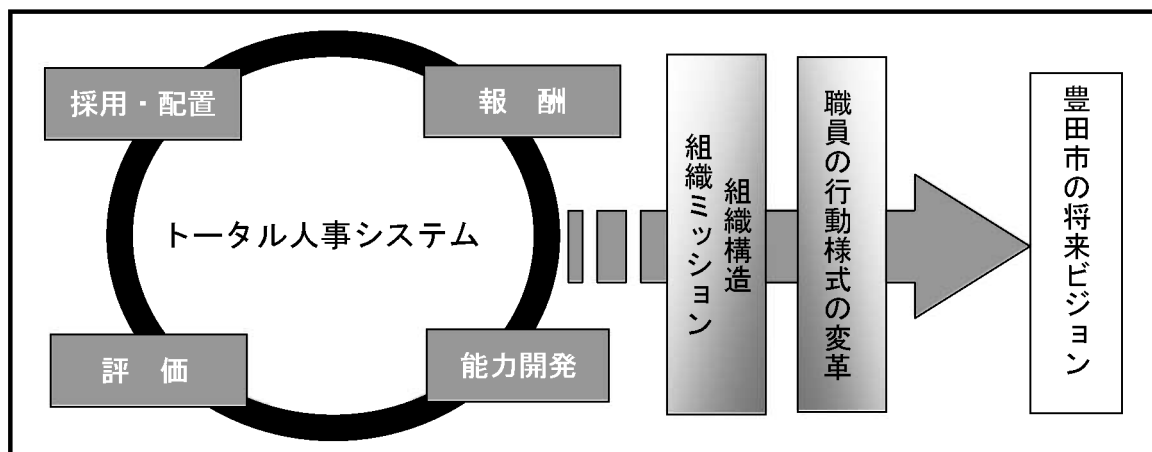 採用・配置
報　酬
トータル人事システム
評　価
能力開発
組織構造
組織ミッション
職員の行動様式の変革
豊田市の将来ビジョン